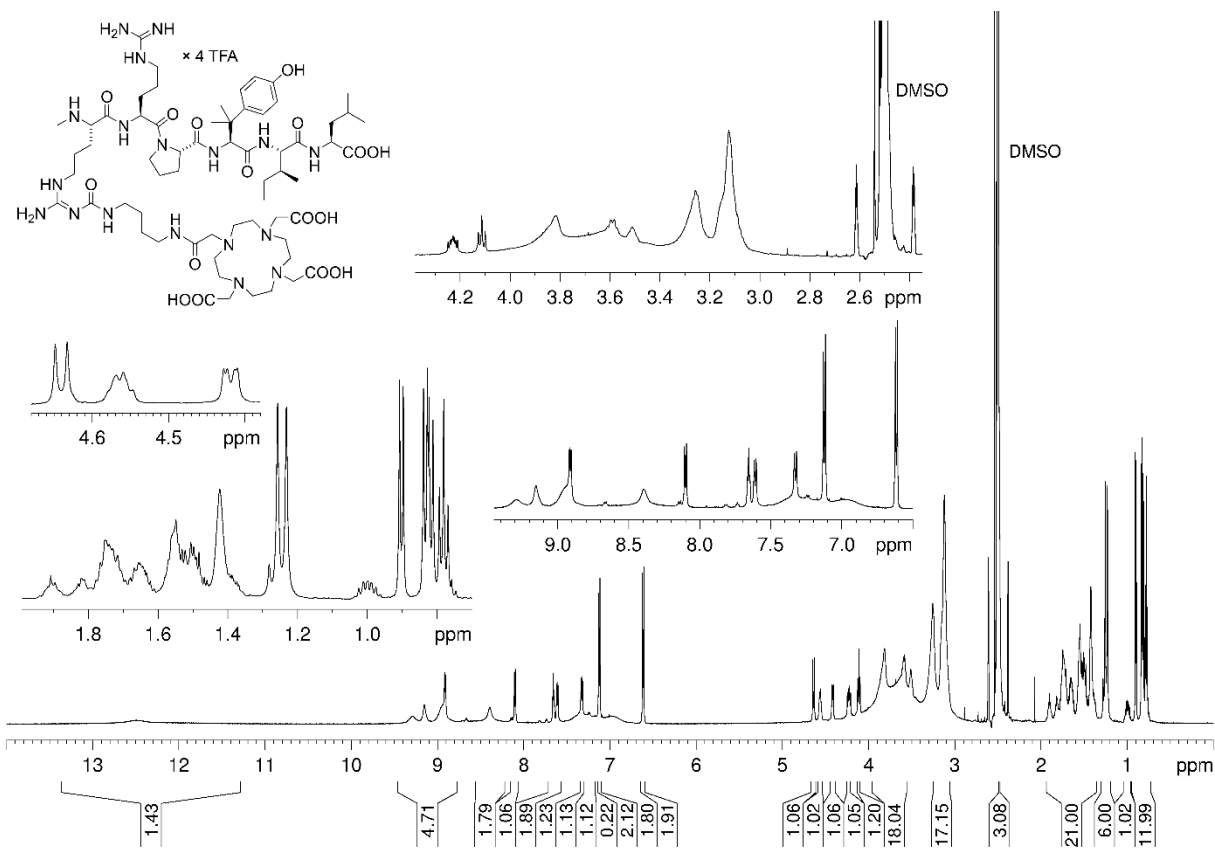 H₂N NH
HN × 4 TFA
OH
O O O O
N H N H N N H N H N H COOH
O O O
HN O
H₂N N N H H N COOH
O N N
N N COOH
HOOC
DMSO
DMSO
4.2 4.0 3.8 3.6 3.4 3.2 3.0 2.8 2.6 ppm
4.6 4.5 ppm
9.0 8.5 8.0 7.5 7.0 ppm
1.8 1.6 1.4 1.2 1.0 ppm
13 12 11 10 9 8 7 6 5 4 3 2 1 ppm
1.43 4.71 1.79 1.06 1.89 1.23 1.13 1.12 0.22 2.12 1.80 1.91 1.06 1.02 1.06 1.05 1.20 18.04 17.15 3.08 21.00 6.00 1.02 11.99